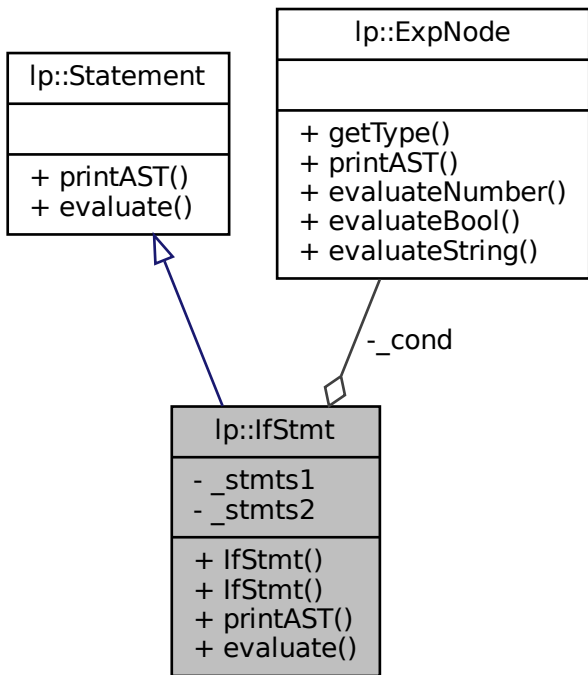 lp::Statement
+ printAST()
+ evaluate()
lp::ExpNode
+ getType()
+ printAST()
+ evaluateNumber()
+ evaluateBool()
+ evaluateString()
-_cond
lp::IfStmt
- _stmts1
- _stmts2
+ IfStmt()
+ IfStmt()
+ printAST()
+ evaluate()